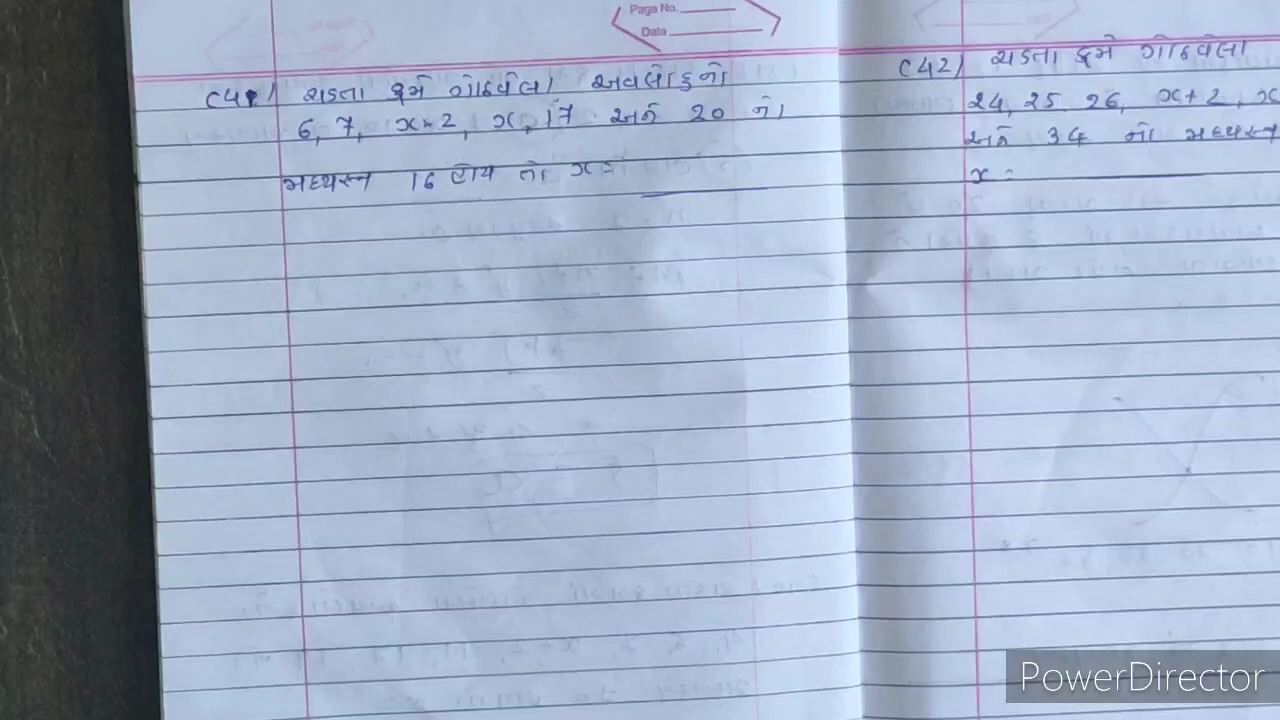 Page No.
Date
(41) ચડતા ક્રમે ગોઠવેલા અવલોકનો
6, 7, x-2, x, 17 અને 20 નો
મધ્યસ્થ 16 હોય તો x=
(42) ચડતા ક્રમે ગોઠવેલા
24, 25, 26, x+2, x
અને 34 નો મધ્યસ્થ
x =
PowerDirector